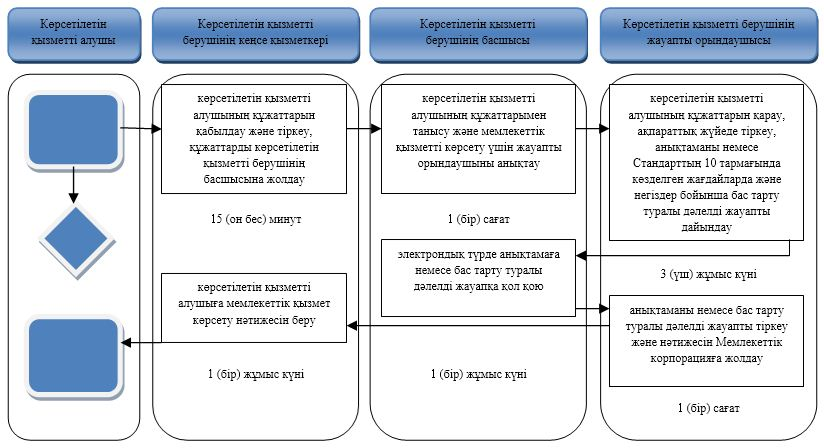 Көрсетілетін
қызметті алушы
Көрсетілетін қызметті
берушінің кеңсе қызметкері
Көрсетілетін қызметті
берушінің басшысы
Көрсетілетін қызметті берушінің
жауапты орындаушысы
көрсетілетін қызметті
алушының құжаттарын
қабылдау және тіркеу,
құжаттарды көрсетілетін
қызметті берушінің
басшысына жолдау
15 (он бес) минут
көрсетілетін қызметті
алушыға мемлекеттік қызмет
көрсету нәтижесін беру
1 (бір) жұмыс күні
көрсетілетін қызметті
алушының құжаттарымен
танысу және мемлекеттік
қызметті көрсету үшін жауапты
орындаушыны анықтау
1 (бір) сағат
электрондық түрде анықтамаға
немесе бас тарту туралы
дәлелді жауапқа қол қою
1 (бір) жұмыс күні
көрсетілетін қызметті
алушының құжаттарын қарау,
ақпараттық жүйеде тіркеу,
анықтаманы немесе
Стандарттың 10 тармағында
көзделген жағдайларда және
негіздер бойынша бас тарту
туралы дәлелді жауапты
дайындау
3 (үш) жұмыс күні
анықтаманы немесе бас тарту
туралы дәлелді жауапты тіркеу
және нәтижесін Мемлекеттік
корпорацияға жолдау
1 (бір) сағат